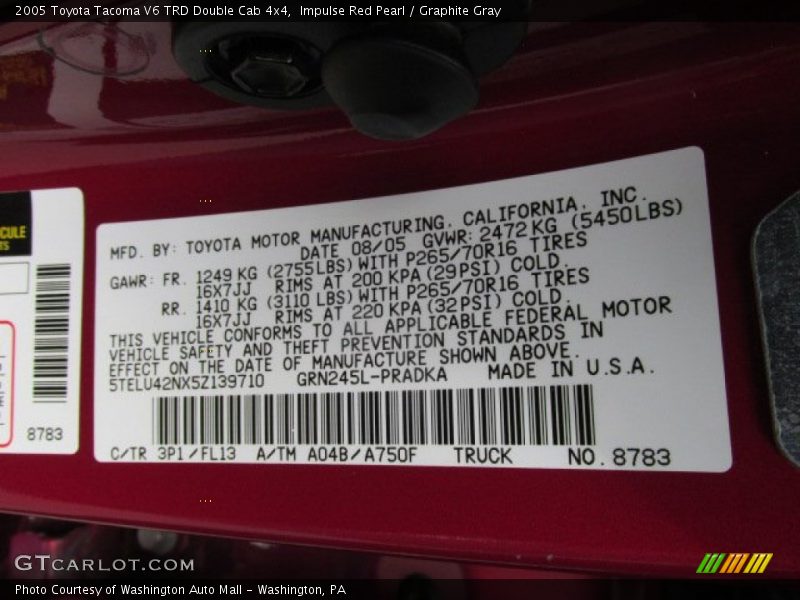 2005 Toyota Tacoma V6 TRD Double Cab 4x4, Impulse Red Pearl / Graphite Gray
MFD. BY: TOYOTA MOTOR MANUFACTURING, CALIFORNIA, INC.
DATE 08/05 GVWR: 2472 KG (5450LBS)
GAWR: FR. 1249 KG (2755LBS) WITH P265/70R16 TIRES
16X7JJ RIMS AT 200 KPA (29PSI) COLD.
RR. 1410 KG (3110 LBS) WITH P265/70R16 TIRES
16X7JJ RIMS AT 220 KPA (32PSI) COLD.
THIS VEHICLE CONFORMS TO ALL APPLICABLE FEDERAL MOTOR
VEHICLE SAFETY AND THEFT PREVENTION STANDARDS IN
EFFECT ON THE DATE OF MANUFACTURE SHOWN ABOVE.
5TELU42NX5Z139710 GRN245L-PRADKA MADE IN U.S.A.
C/TR 3P1/FL13 A/TM A04B/A750F TRUCK NO. 8783
8783
GTCARLOT.COM
Photo Courtesy of Washington Auto Mall - Washington, PA